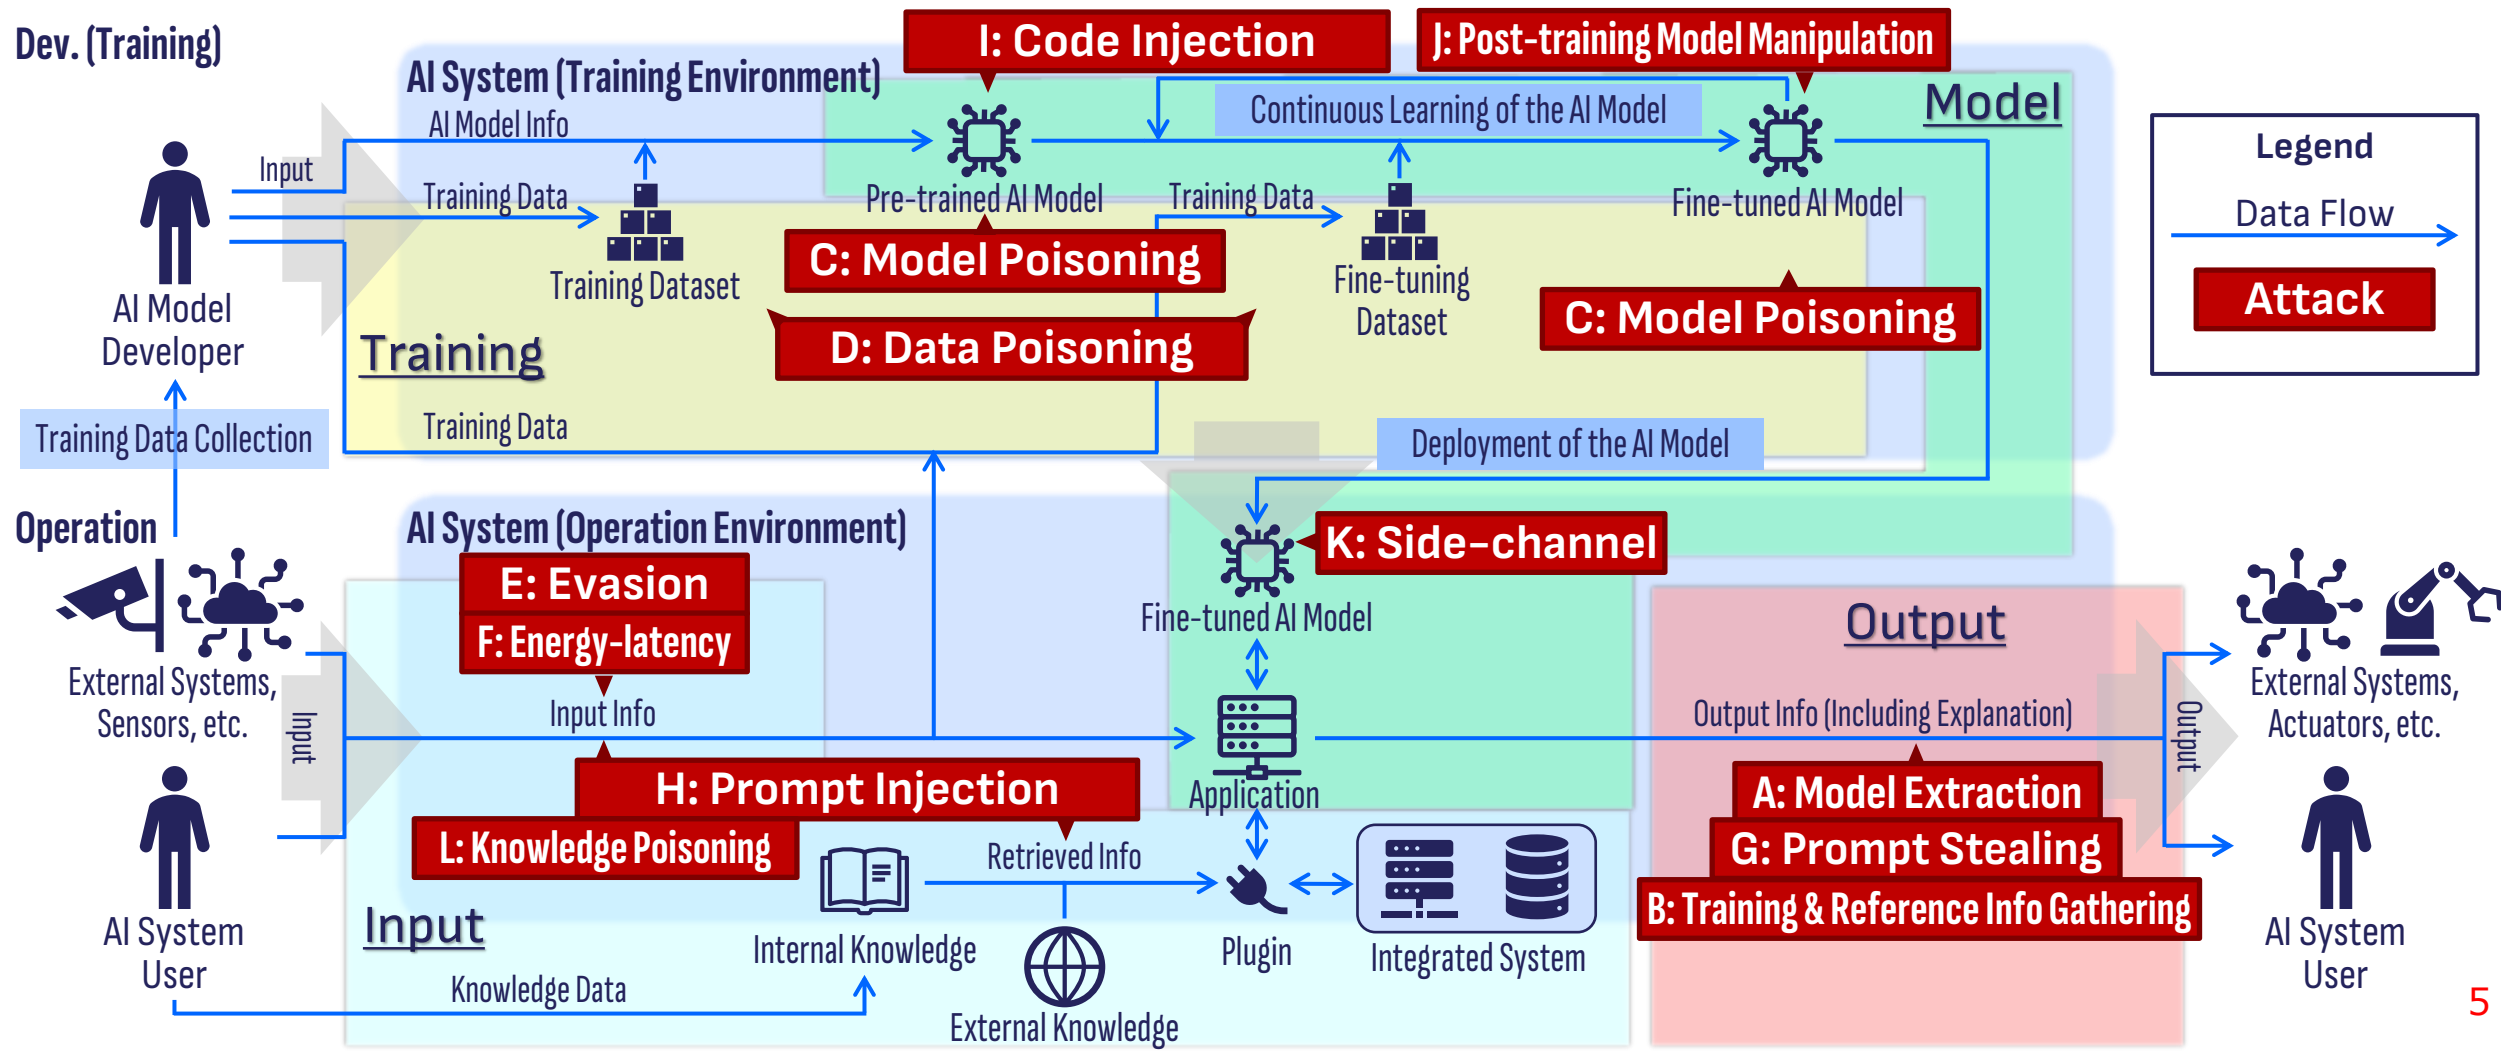 Dev. (Training)
I: Code Injection
J: Post-training Model Manipulation
AI System (Training Environment)
Model
AI Model Info
Continuous Learning of the AI Model
Input
Training Data
Pre-trained AI Model
Training Data
Fine-tuned AI Model
Legend
Data Flow
Attack
C: Model Poisoning
Training Dataset
Fine-tuning
Dataset
C: Model Poisoning
AI Model
Developer
Training
D: Data Poisoning
Training Data Collection
Training Data
Deployment of the AI Model
Operation
AI System (Operation Environment)
K: Side-channel
E: Evasion
F: Energy-latency
Fine-tuned AI Model
Output
External Systems,
Sensors, etc.
Input
Input Info
Output Info (Including Explanation)
Output
External Systems,
Actuators, etc.
H: Prompt Injection
Application
A: Model Extraction
L: Knowledge Poisoning
Retrieved Info
G: Prompt Stealing
B: Training & Reference Info Gathering
Input
AI System
User
Internal Knowledge
Plugin
Integrated System
AI System
User
Knowledge Data
External Knowledge
5